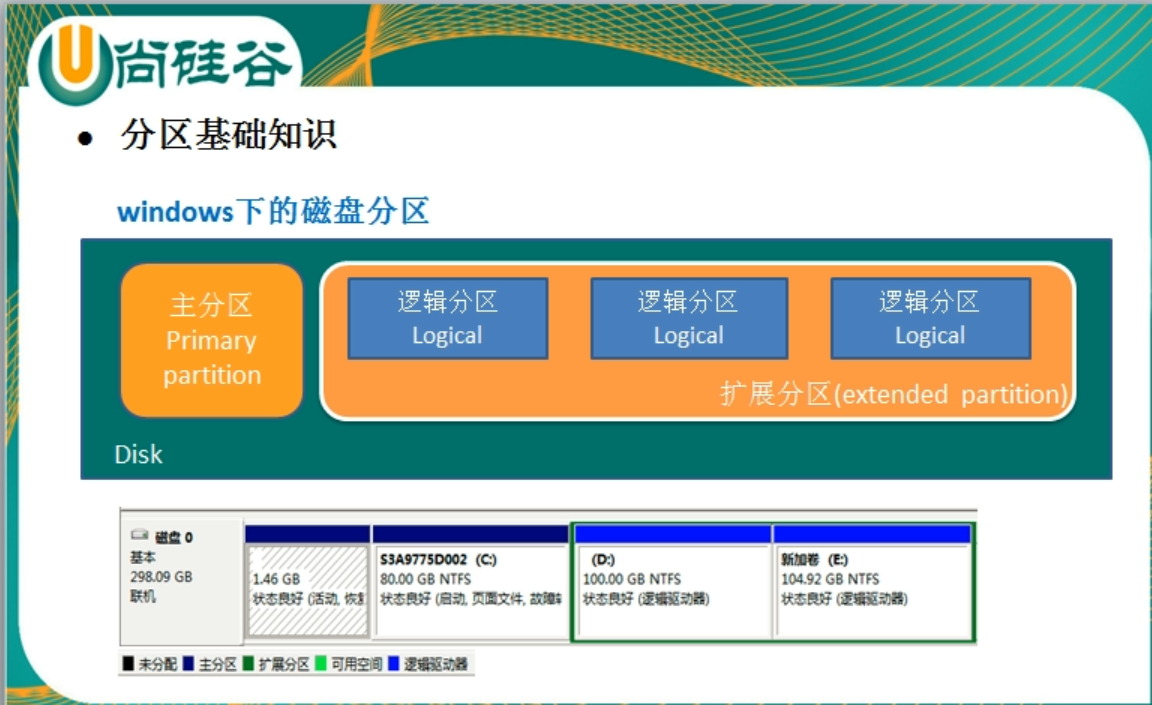 尚硅谷
● 分区基础知识
windows下的磁盘分区
主分区
Primary
partition
逻辑分区
Logical
逻辑分区
Logical
逻辑分区
Logical
扩展分区(extended partition)
Disk
磁盘 0
基本
298.09 GB
联机
1.46 GB
状态良好 (活动, 恢复
S3A9775D002 (C:)
80.00 GB NTFS
状态良好 (启动, 页面文件, 故障转
(D:)
100.00 GB NTFS
状态良好 (逻辑驱动器)
新加卷 (E:)
104.92 GB NTFS
状态良好 (逻辑驱动器)
未分配 主分区 扩展分区 可用空间 逻辑驱动器